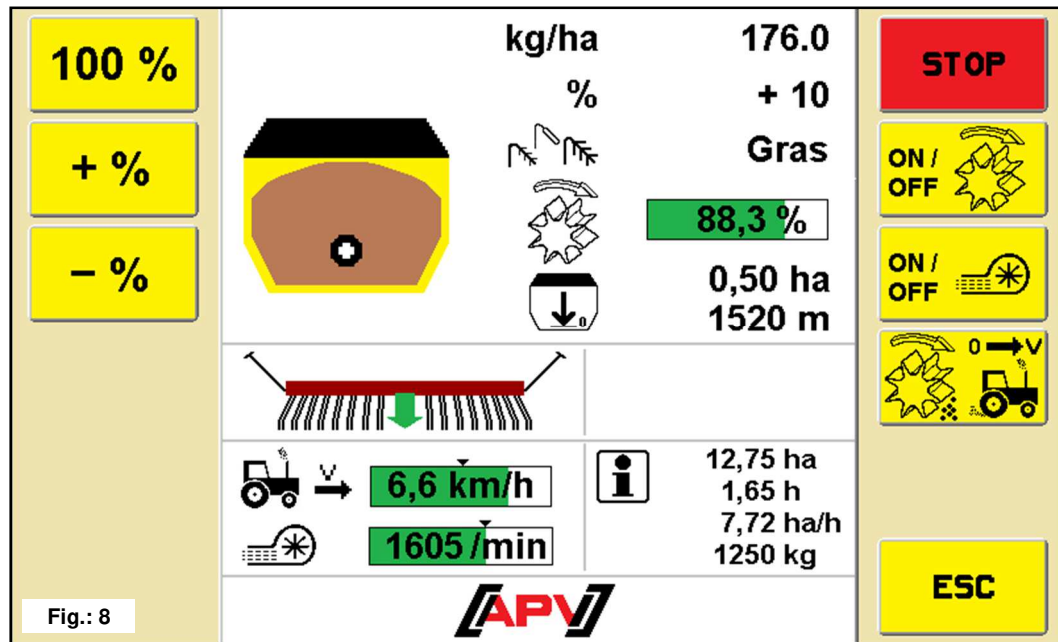 100 %
+ %
− %
kg/ha 176.0
% + 10
Gras
88,3 %
0,50 ha
0
1520 m
V
6,6 km/h
1605 /min
i
12,75 ha
1,65 h
7,72 ha/h
1250 kg
APV
STOP
ON /
OFF
ON /
OFF
0 V
ESC
Fig.: 8